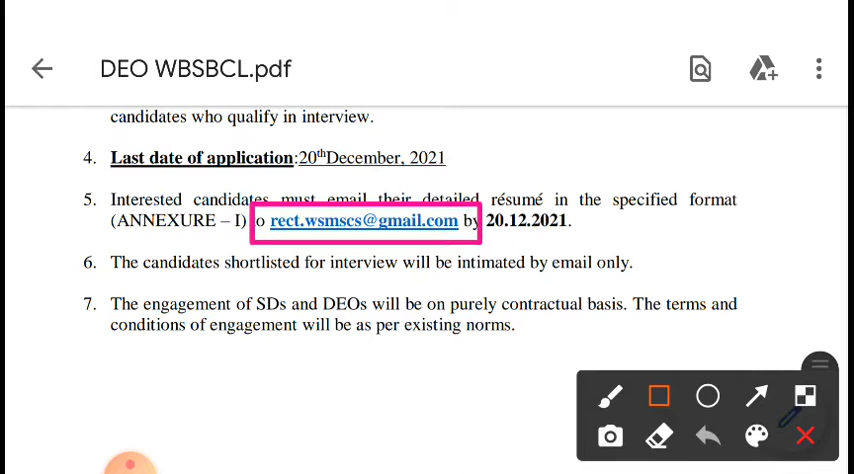 DEO WBSBCL.pdf
candidates who qualify in interview.
4. Last date of application:20thDecember, 2021
5. Interested candidates must email their detailed résumé in the specified format
(ANNEXURE – I) to rect.wsmscs@gmail.com by 20.12.2021.
6. The candidates shortlisted for interview will be intimated by email only.
7. The engagement of SDs and DEOs will be on purely contractual basis. The terms and
conditions of engagement will be as per existing norms.